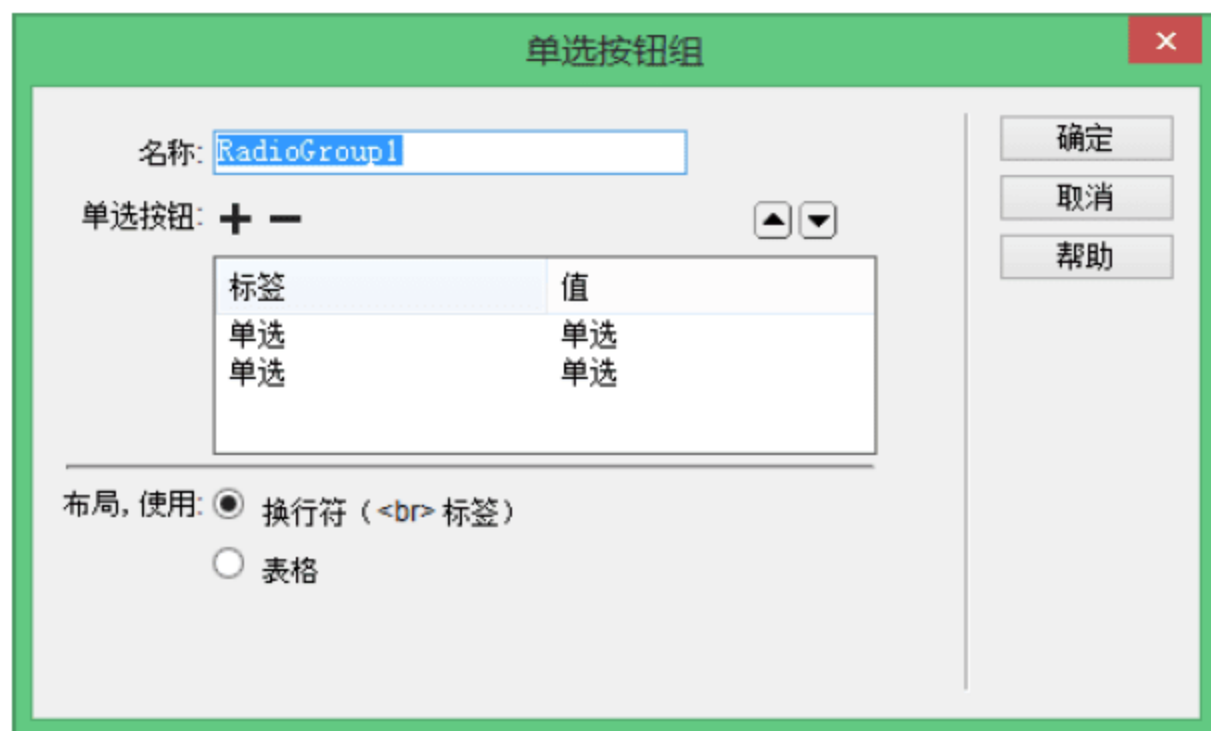 单选按钮组
名称: RadioGroup1
单选按钮:
标签 值
单选 单选
单选 单选
布局,使用: 换行符（<br>标签）
表格
确定
取消
帮助